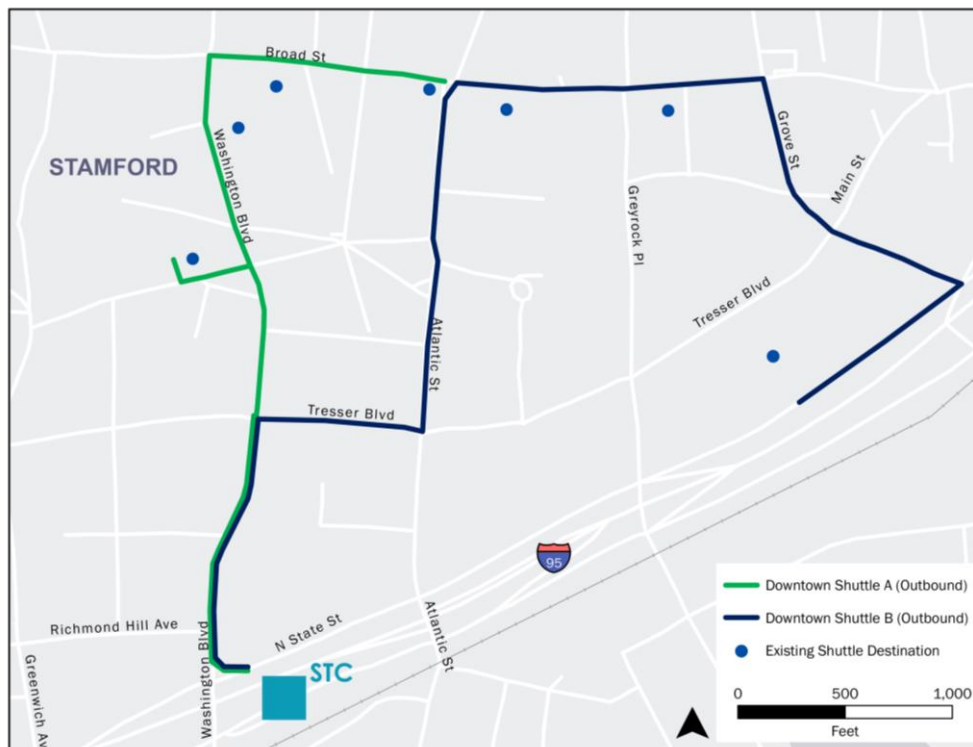 Broad St
Washington Blvd
STAMFORD
Grove St
Main St
Greyrock Pl
Tresser Blvd
Atlantic St
Tresser Blvd
95
Richmond Hill Ave
N State St
Atlantic St
Washington Blvd
Greenwich Av
STC
Downtown Shuttle A (Outbound)
Downtown Shuttle B (Outbound)
Existing Shuttle Destination
0 500 1,000
Feet